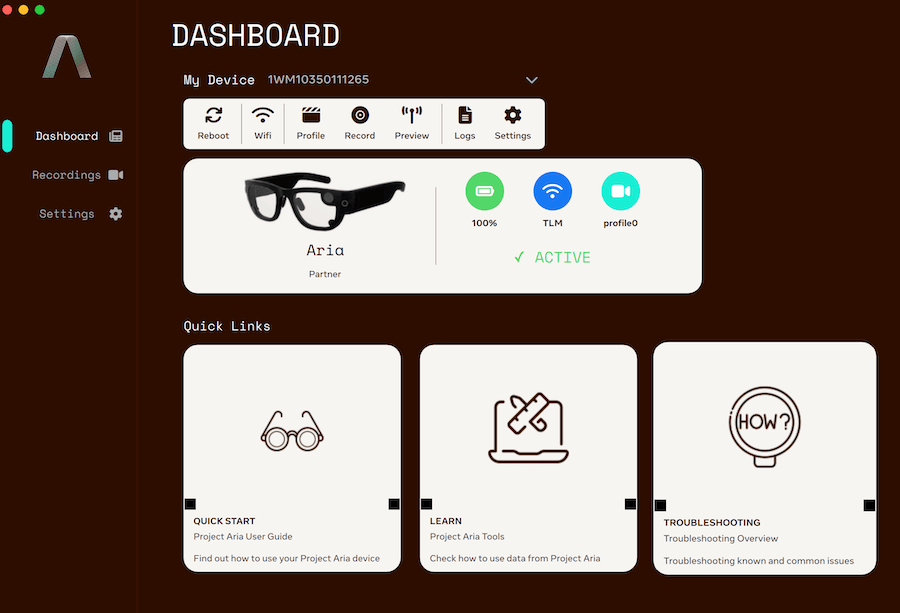 DASHBOARD
My Device 1WM10350111265
Reboot Wifi Profile Record Preview Logs Settings
Dashboard
Recordings
Settings
100% TLM profile0
Aria
Partner
✓ ACTIVE
Quick Links
HOW?
QUICK START
Project Aria User Guide
Find out how to use your Project Aria device
LEARN
Project Aria Tools
Check how to use data from Project Aria
TROUBLESHOOTING
Troubleshooting Overview
Troubleshooting known and common issues